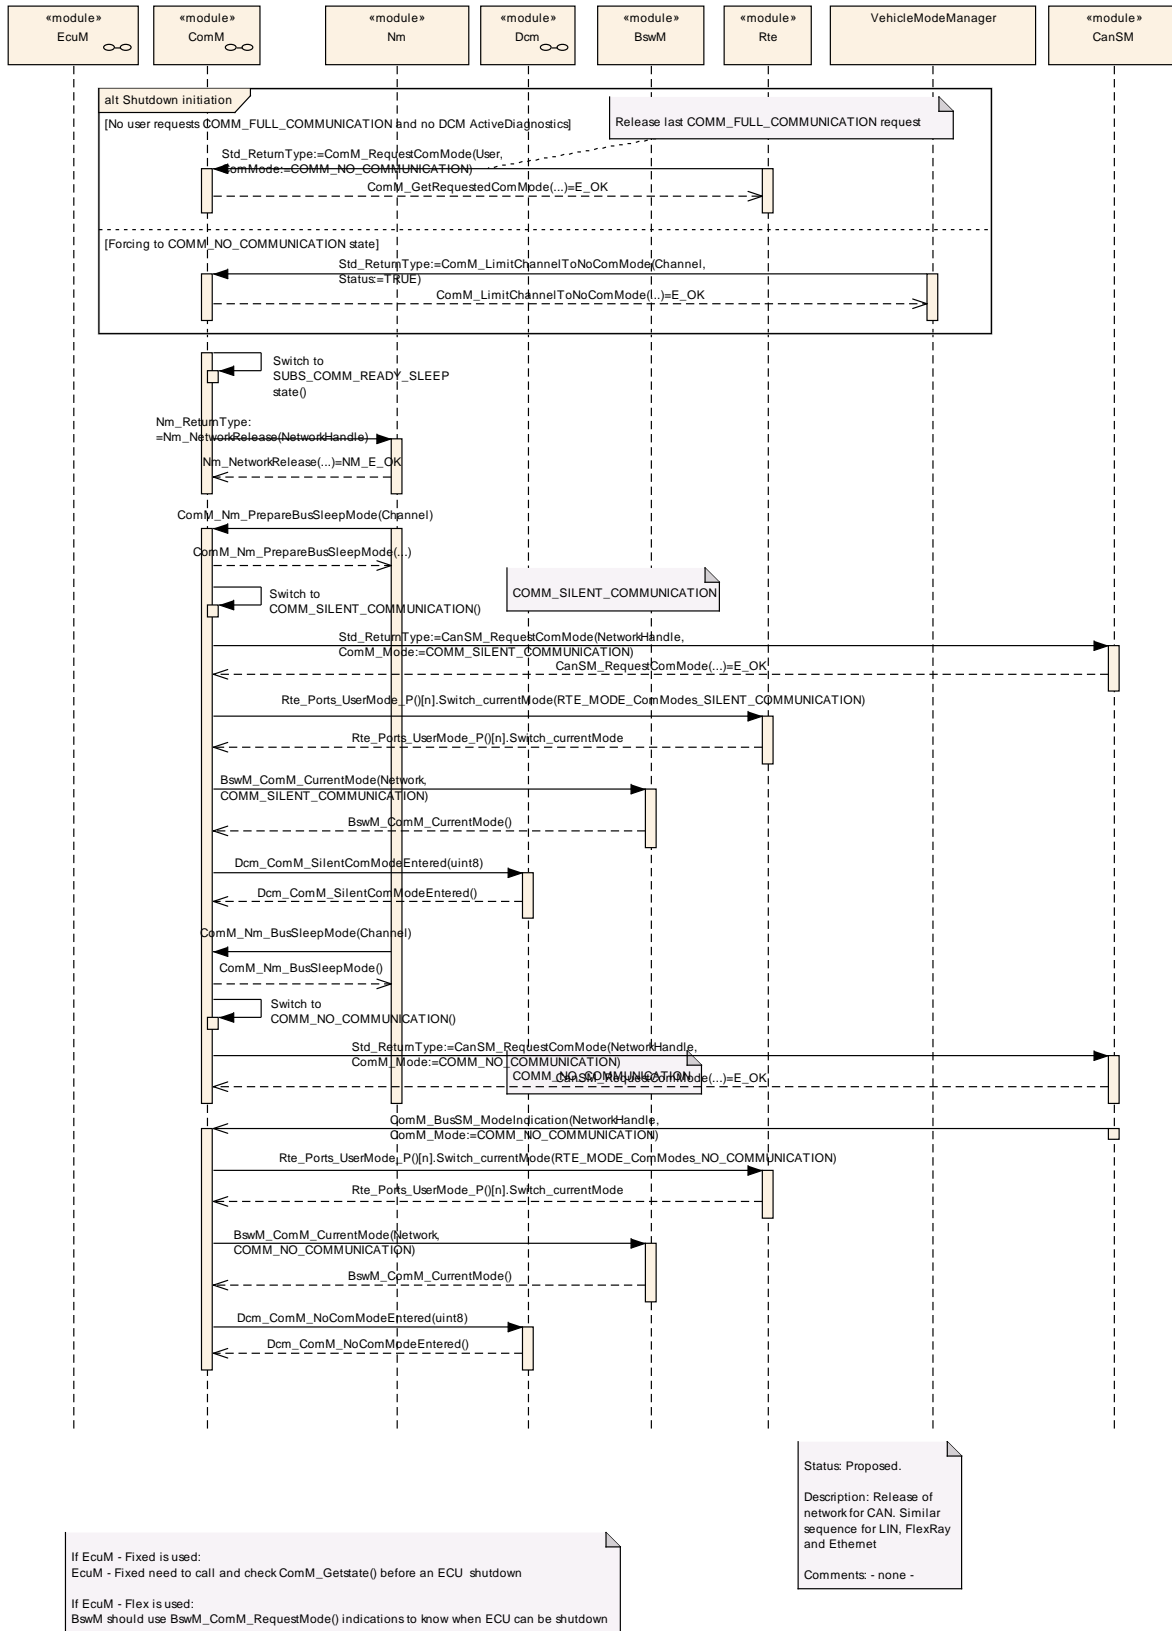 «module»
EcuM
«module»
ComM
«module»
Nm
«module»
Dcm
«module»
BswM
«module»
Rte
VehicleModeManager
«module»
CanSM
alt Shutdown initiation
[No user requests COMM_FULL_COMMUNICATION and no DCM ActiveDiagnostics]
Release last COMM_FULL_COMMUNICATION request
Std_ReturnType:=ComM_RequestComMode(User,
ComMode:=COMM_NO_COMMUNICATION)
ComM_GetRequestedComMode(...)=E_OK
[Forcing to COMM_NO_COMMUNICATION state]
Std_ReturnType:=ComM_LimitChannelToNoComMode(Channel,
Status:=TRUE)
ComM_LimitChannelToNoComMode(...)=E_OK
Switch to
SUBS_COMM_READY_SLEEP
state()
Nm_ReturnType:
=Nm_NetworkRelease(NetworkHandle)
Nm_NetworkRelease(...)=NM_E_OK
ComM_Nm_PrepareBusSleepMode(Channel)
ComM_Nm_PrepareBusSleepMode(...)
Switch to
COMM_SILENT_COMMUNICATION()
COMM_SILENT_COMMUNICATION
Std_ReturnType:=CanSM_RequestComMode(NetworkHandle,
ComM_Mode:=COMM_SILENT_COMMUNICATION)
CanSM_RequestComMode(...)=E_OK
Rte_Ports_UserMode_P()[n].Switch_currentMode(RTE_MODE_ComModes_SILENT_COMMUNICATION)
Rte_Ports_UserMode_P()[n].Switch_currentMode
BswM_ComM_CurrentMode(Network,
COMM_SILENT_COMMUNICATION)
BswM_ComM_CurrentMode()
Dcm_ComM_SilentComModeEntered(uint8)
Dcm_ComM_SilentComModeEntered()
ComM_Nm_BusSleepMode(Channel)
ComM_Nm_BusSleepMode()
Switch to
COMM_NO_COMMUNICATION()
Std_ReturnType:=CanSM_RequestComMode(NetworkHandle,
ComM_Mode:=COMM_NO_COMMUNICATION)
COMM_NO_COMMUNICATION
CanSM_RequestComMode(...)=E_OK
ComM_BusSM_ModeIndication(NetworkHandle,
ComM_Mode:=COMM_NO_COMMUNICATION)
Rte_Ports_UserMode_P()[n].Switch_currentMode(RTE_MODE_ComModes_NO_COMMUNICATION)
Rte_Ports_UserMode_P()[n].Switch_currentMode
BswM_ComM_CurrentMode(Network,
COMM_NO_COMMUNICATION)
BswM_ComM_CurrentMode()
Dcm_ComM_NoComModeEntered(uint8)
Dcm_ComM_NoComModeEntered()
Status: Proposed.
Description: Release of
network for CAN. Similar
sequence for LIN, FlexRay
and Ethernet
Comments: - none -
If EcuM - Fixed is used:
EcuM - Fixed need to call and check ComM_Getstate() before an ECU shutdown
If EcuM - Flex is used:
BswM should use BswM_ComM_RequestMode() indications to know when ECU can be shutdown